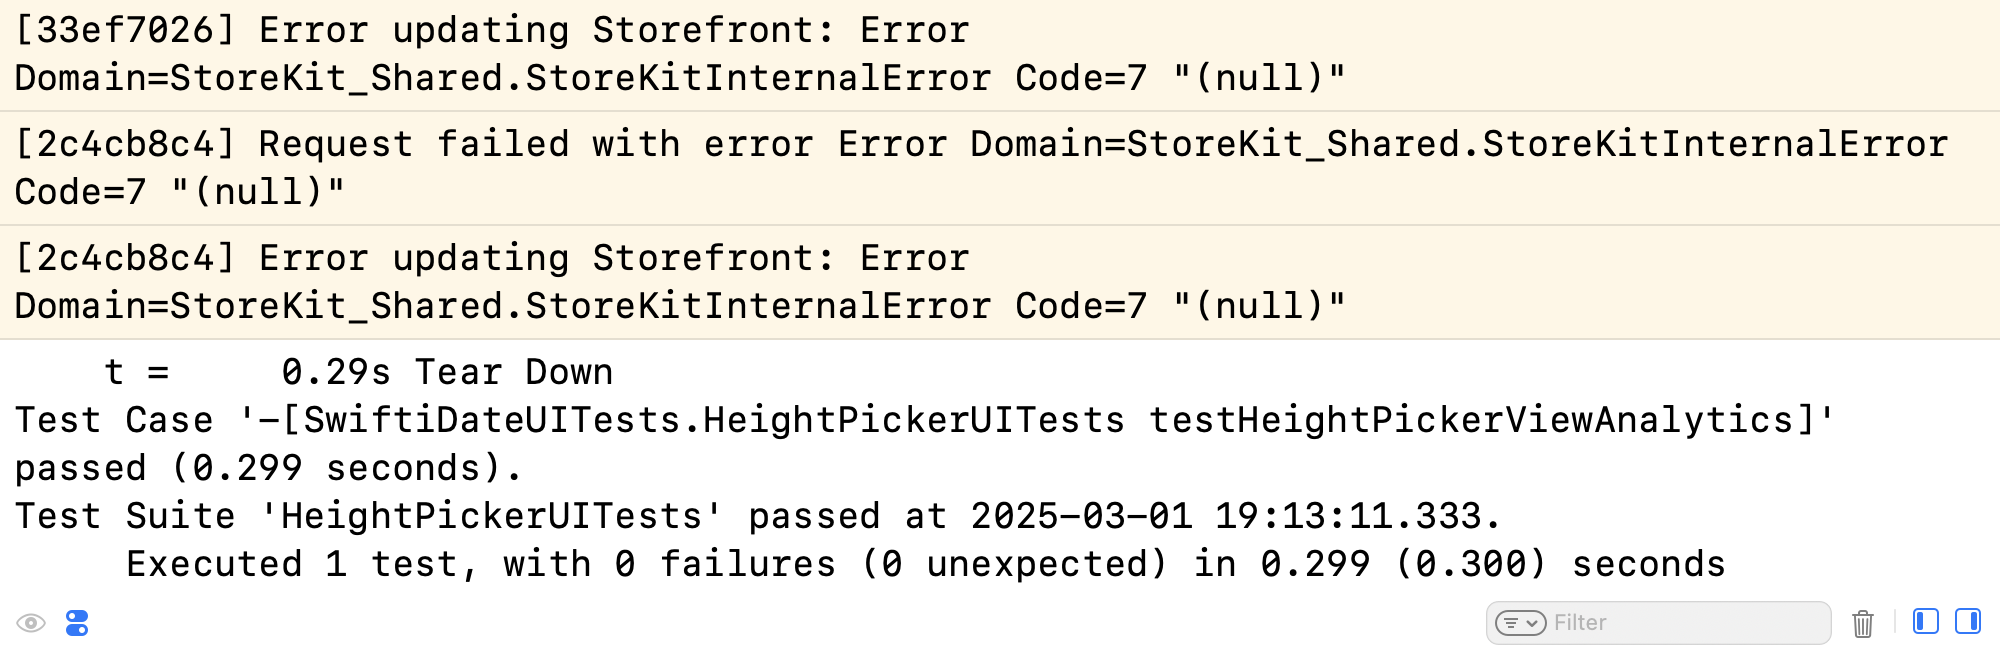 [33ef7026] Error updating Storefront: Error
Domain=StoreKit_Shared.StoreKitInternalError Code=7 "(null)"
[2c4cb8c4] Request failed with error Error Domain=StoreKit_Shared.StoreKitInternalError
Code=7 "(null)"
[2c4cb8c4] Error updating Storefront: Error
Domain=StoreKit_Shared.StoreKitInternalError Code=7 "(null)"
    t =     0.29s Tear Down
Test Case '-[SwiftiDateUITests.HeightPickerUITests testHeightPickerViewAnalytics]'
passed (0.299 seconds).
Test Suite 'HeightPickerUITests' passed at 2025-03-01 19:13:11.333.
     Executed 1 test, with 0 failures (0 unexpected) in 0.299 (0.300) seconds
Filter